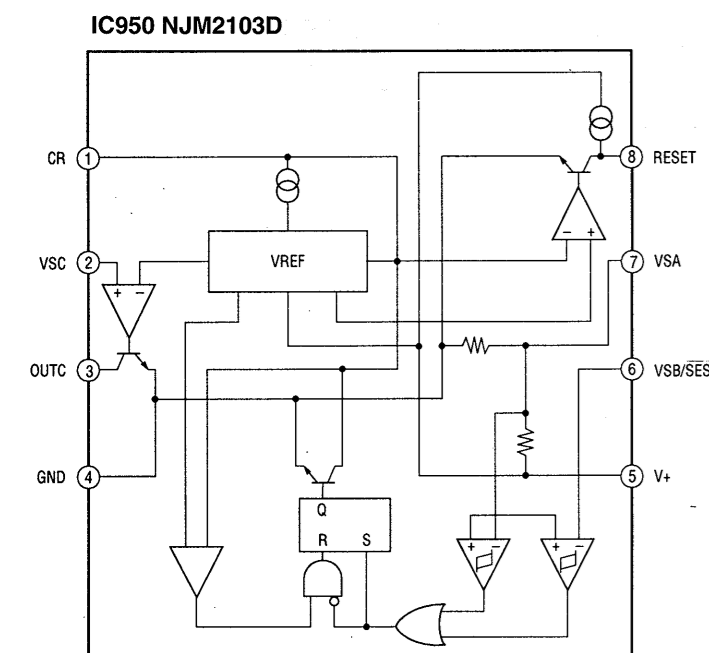 IC950 NJM2103D
CR 1
8 RESET
VSC 2
+ −
VREF
− +
7 VSA
OUTC 3
6 VSB/SES
GND 4
5 V+
Q
R S
+ −
+ −